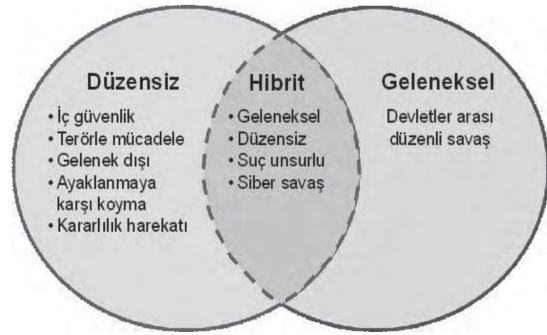 Düzensiz
• İç güvenlik
• Terörle mücadele
• Gelenek dışı
• Ayaklanmaya
karşı koyma
• Kararlılık harekatı
Hibrit
• Geleneksel
• Düzensiz
• Suç unsurlu
• Siber savaş
Geleneksel
Devletler arası
düzenli savaş